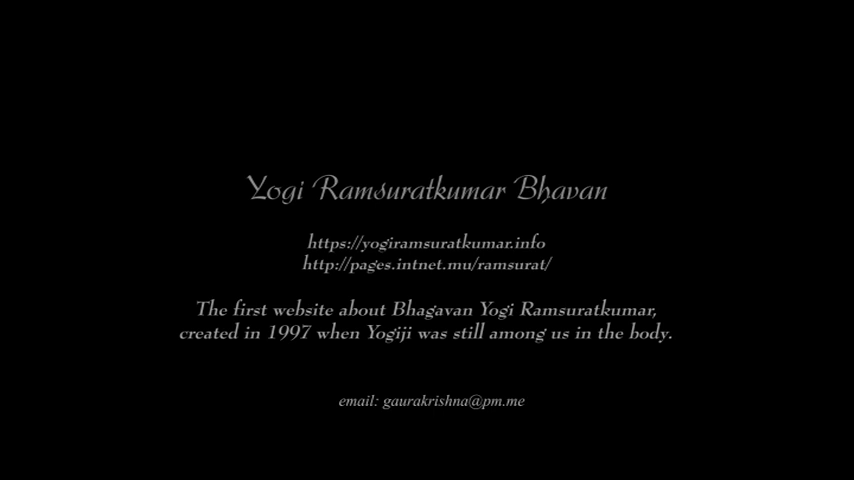 Yogi Ramsuratkumar Bhavan
https://yogiramsuratkumar.info
http://pages.intnet.mu/ramsurat/
The first website about Bhagavan Yogi Ramsuratkumar,
created in 1997 when Yogiji was still among us in the body.
email: gaurakrishna@pm.me